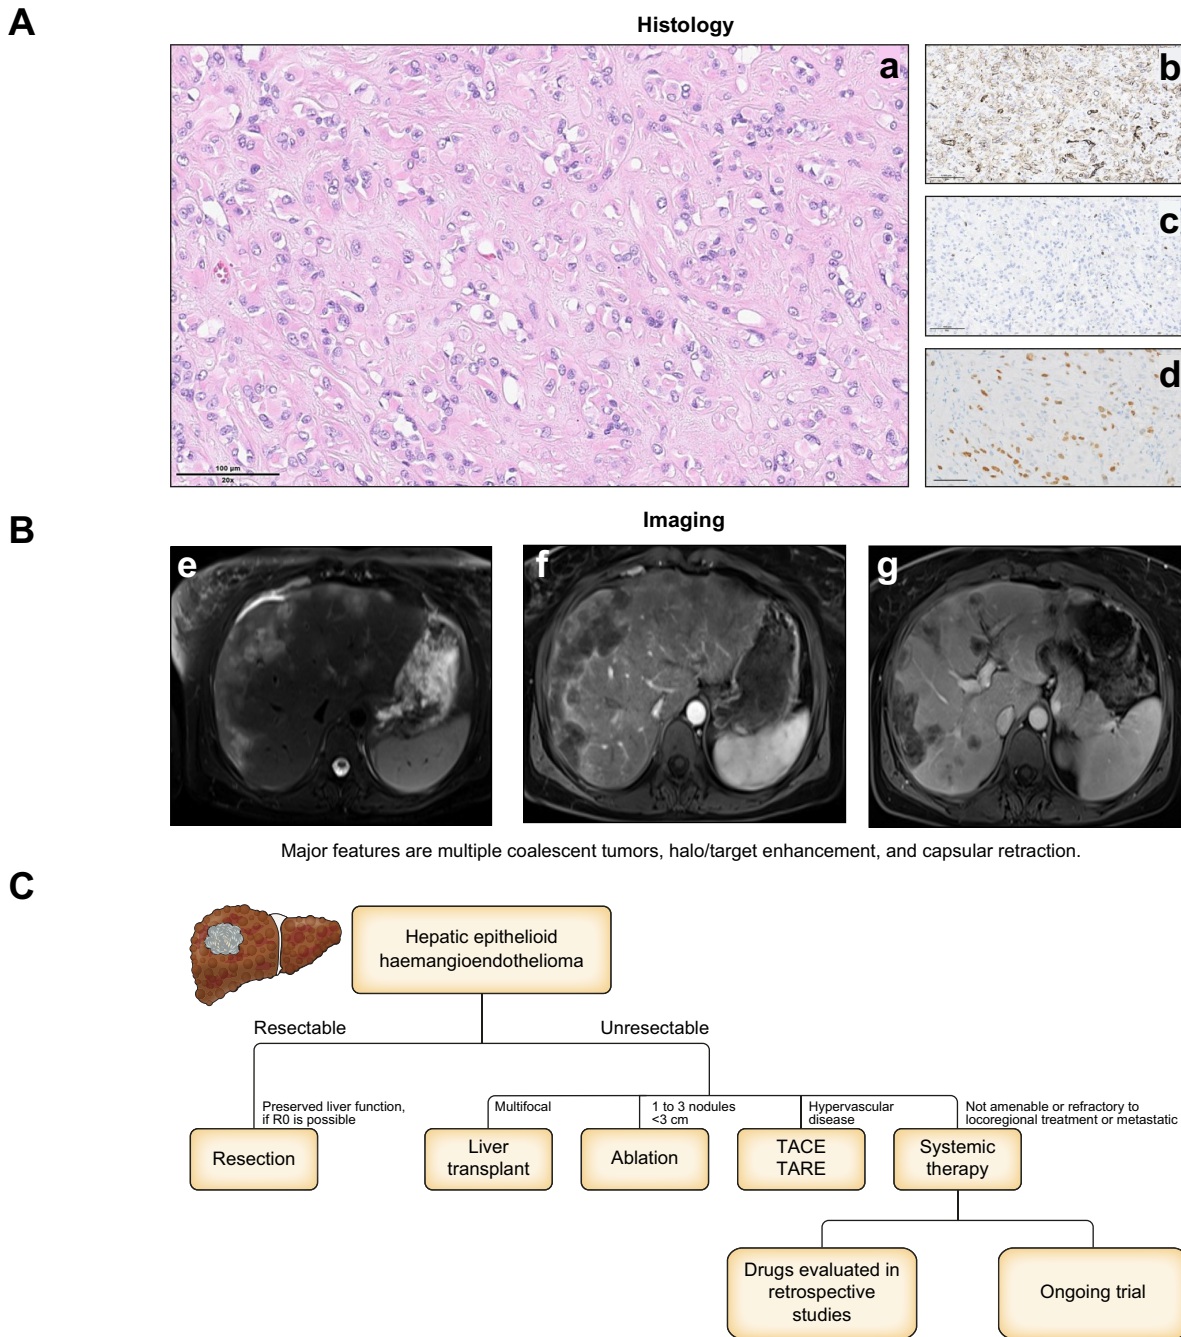 A
Histology
a
b
c
d
100 µm
20x
B
Imaging
e
f
g
Major features are multiple coalescent tumors, halo/target enhancement, and capsular retraction.
C
Hepatic epithelioid
haemangioendothelioma
Resectable
Unresectable
Preserved liver function,
if R0 is possible
Multifocal
1 to 3 nodules
<3 cm
Hypervascular
disease
Not amenable or refractory to
locoregional treatment or metastatic
Resection
Liver
transplant
Ablation
TACE
TARE
Systemic
therapy
Drugs evaluated in
retrospective
studies
Ongoing trial